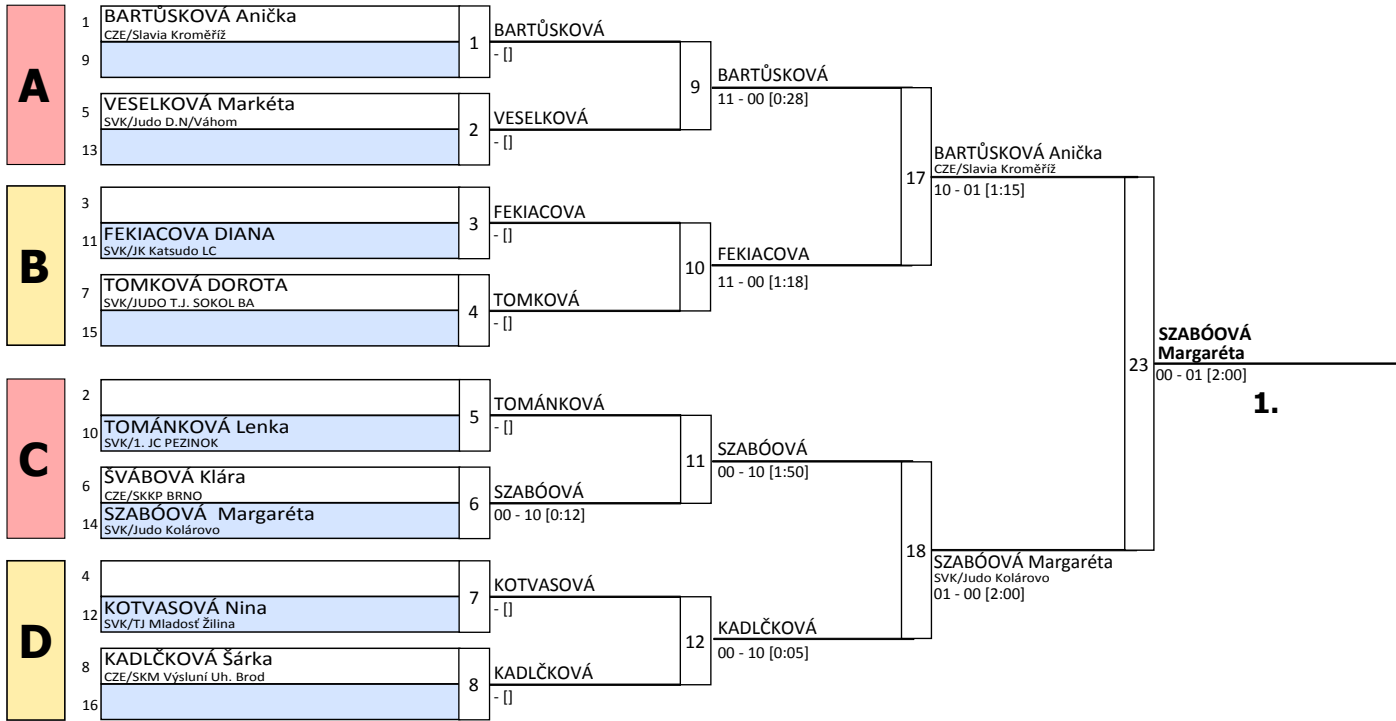 A
1 BARTŮSKOVÁ Anička
CZE/Slavia Kroměříž
9
1
BARTŮSKOVÁ
- []
5 VESELKOVÁ Markéta
SVK/Judo D.N/Váhom
13
2
VESELKOVÁ
- []
9
BARTŮSKOVÁ
11 - 00 [0:28]
B
3
11 FEKIACOVA DIANA
SVK/JK Katsudo LC
3
FEKIACOVA
- []
7 TOMKOVÁ DOROTA
SVK/JUDO T.J. SOKOL BA
15
4
TOMKOVÁ
- []
10
FEKIACOVA
11 - 00 [1:18]
17
BARTŮSKOVÁ Anička
CZE/Slavia Kroměříž
10 - 01 [1:15]
C
2
10 TOMÁNKOVÁ Lenka
SVK/1. JC PEZINOK
5
TOMÁNKOVÁ
- []
6 ŠVÁBOVÁ Klára
CZE/SKKP BRNO
14 SZABÓOVÁ  Margaréta
SVK/Judo Kolárovo
6
SZABÓOVÁ
00 - 10 [0:12]
11
SZABÓOVÁ
00 - 10 [1:50]
D
4
12 KOTVASOVÁ Nina
SVK/TJ Mladosť Žilina
7
KOTVASOVÁ
- []
8 KADLČKOVÁ Šárka
CZE/SKM Výsluní Uh. Brod
16
8
KADLČKOVÁ
- []
12
KADLČKOVÁ
00 - 10 [0:05]
18
SZABÓOVÁ Margaréta
SVK/Judo Kolárovo
01 - 00 [2:00]
23
SZABÓOVÁ
Margaréta
00 - 01 [2:00]
1.